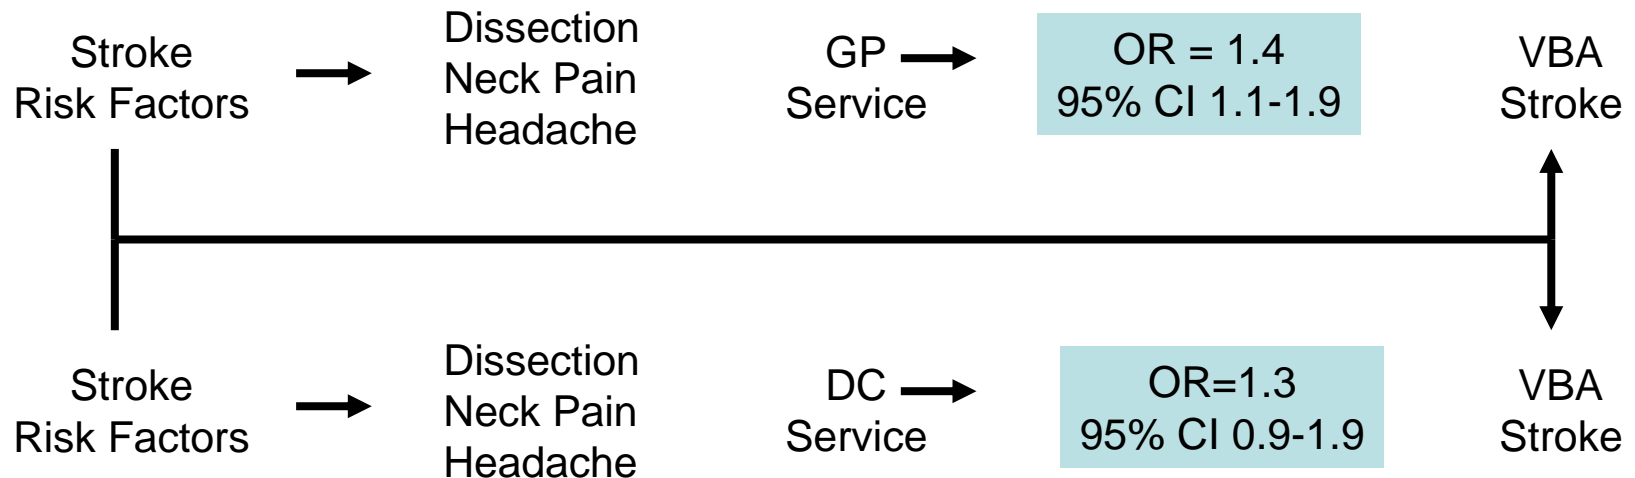 Stroke
Risk Factors
Dissection
Neck Pain
Headache
GP
Service
OR = 1.4
95% CI 1.1-1.9
VBA
Stroke
Stroke
Risk Factors
Dissection
Neck Pain
Headache
DC
Service
OR=1.3
95% CI 0.9-1.9
VBA
Stroke